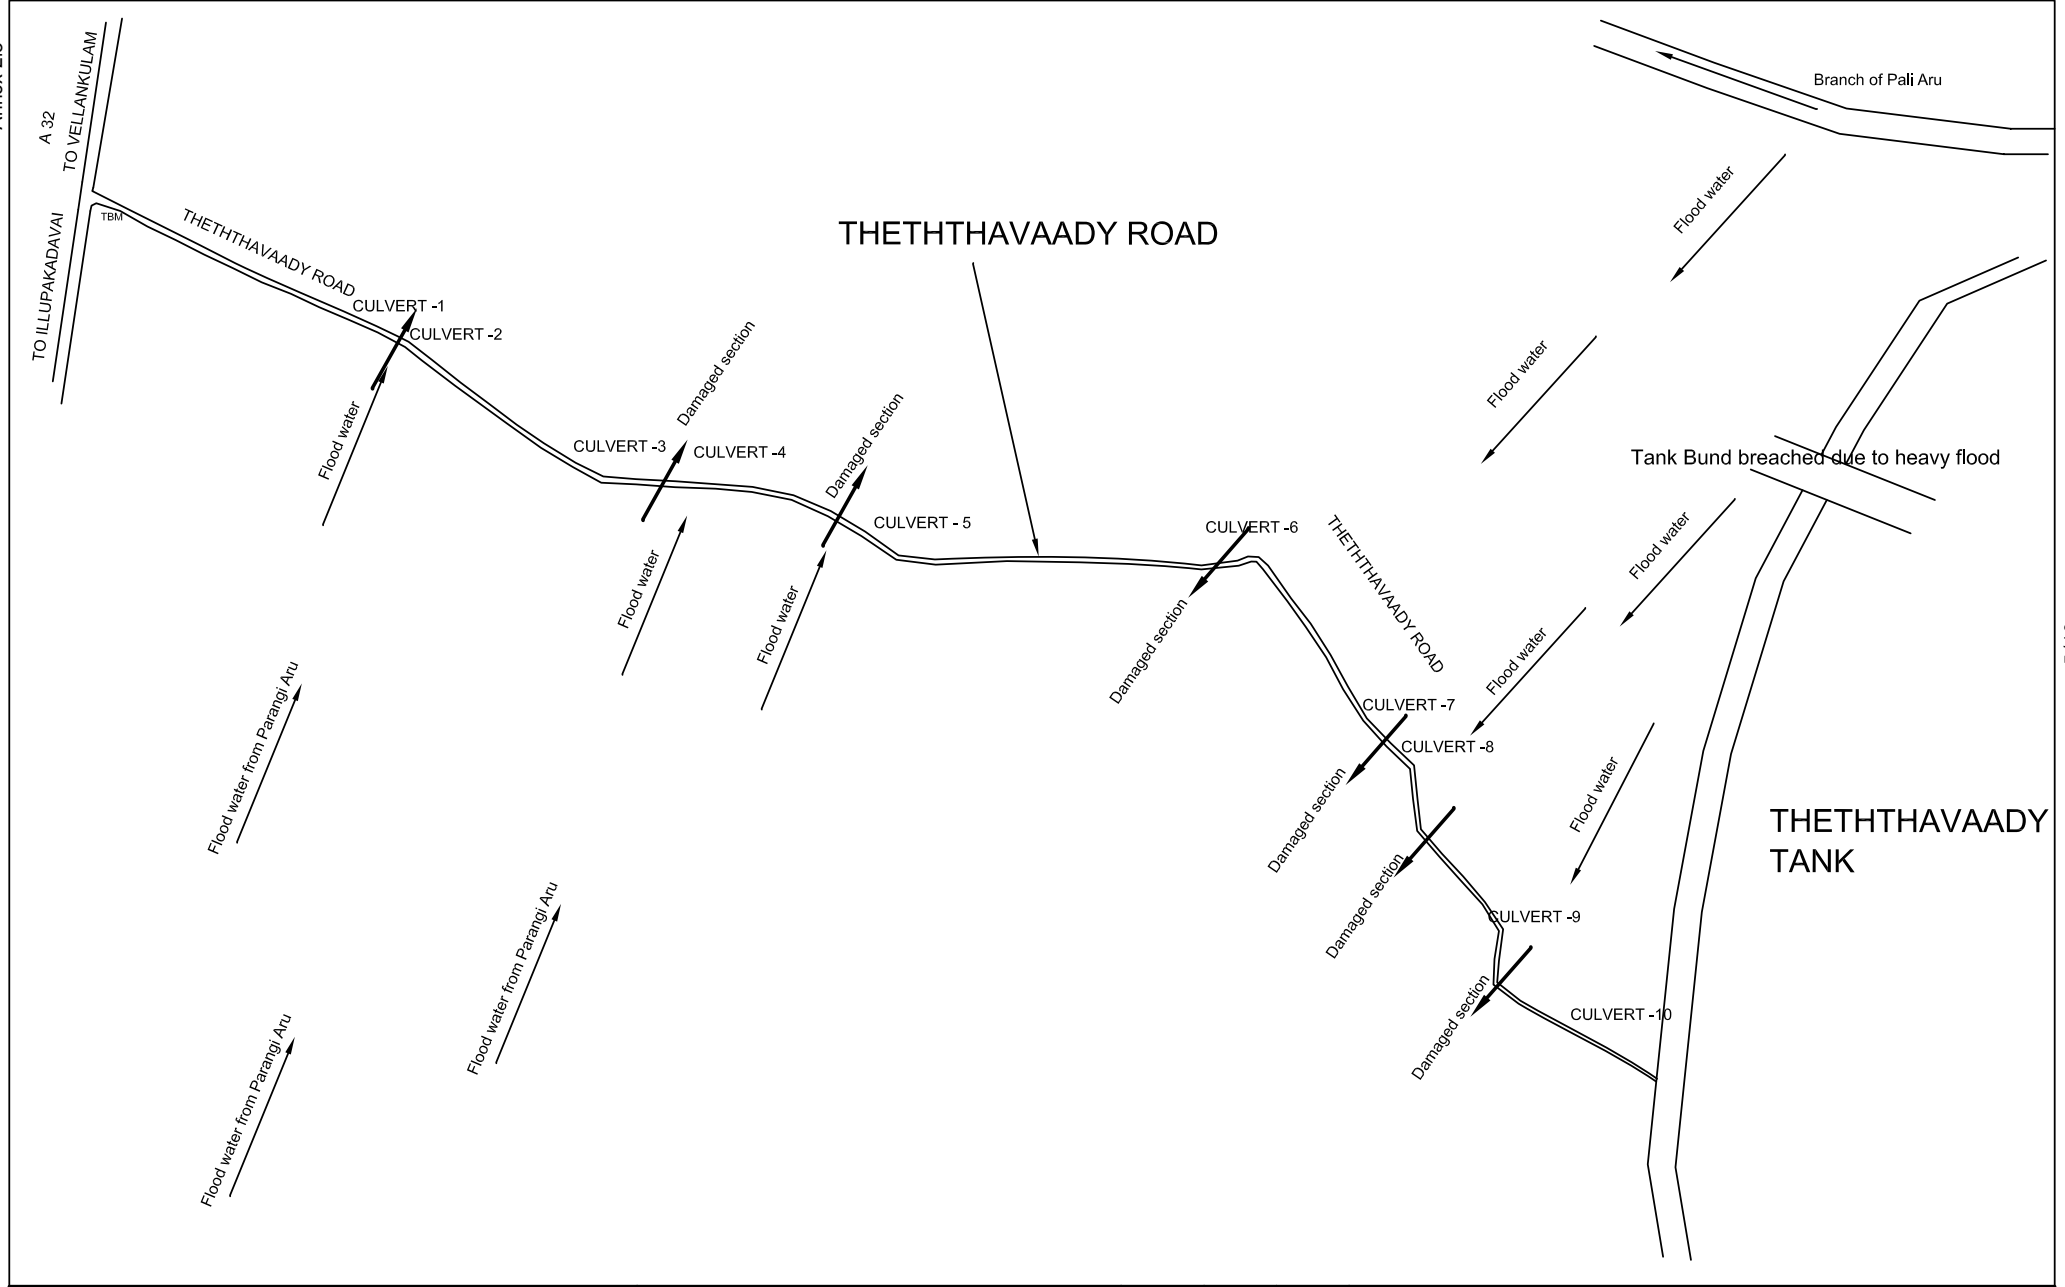 Branch of Pali Aru
A 32
TO VELLANKULAM
TO ILLUPAKADAVAI
TBM
THETHTHAVAADY ROAD
THETHTHAVAADY ROAD
Flood water
CULVERT -1
CULVERT -2
Flood water
Damaged section
Flood water
CULVERT -3
CULVERT -4
Damaged section
Tank Bund breached due to heavy flood
CULVERT - 5
CULVERT -6
THETHTHAVAADY ROAD
Flood water
Flood water
Flood water
Damaged section
Flood water
CULVERT -7
CULVERT -8
Flood water from Parangi Aru
Damaged section
Flood water
THETHTHAVAADY
TANK
Damaged section
CULVERT -9
Flood water from Parangi Aru
Damaged section
CULVERT -10
Flood water from Parangi Aru